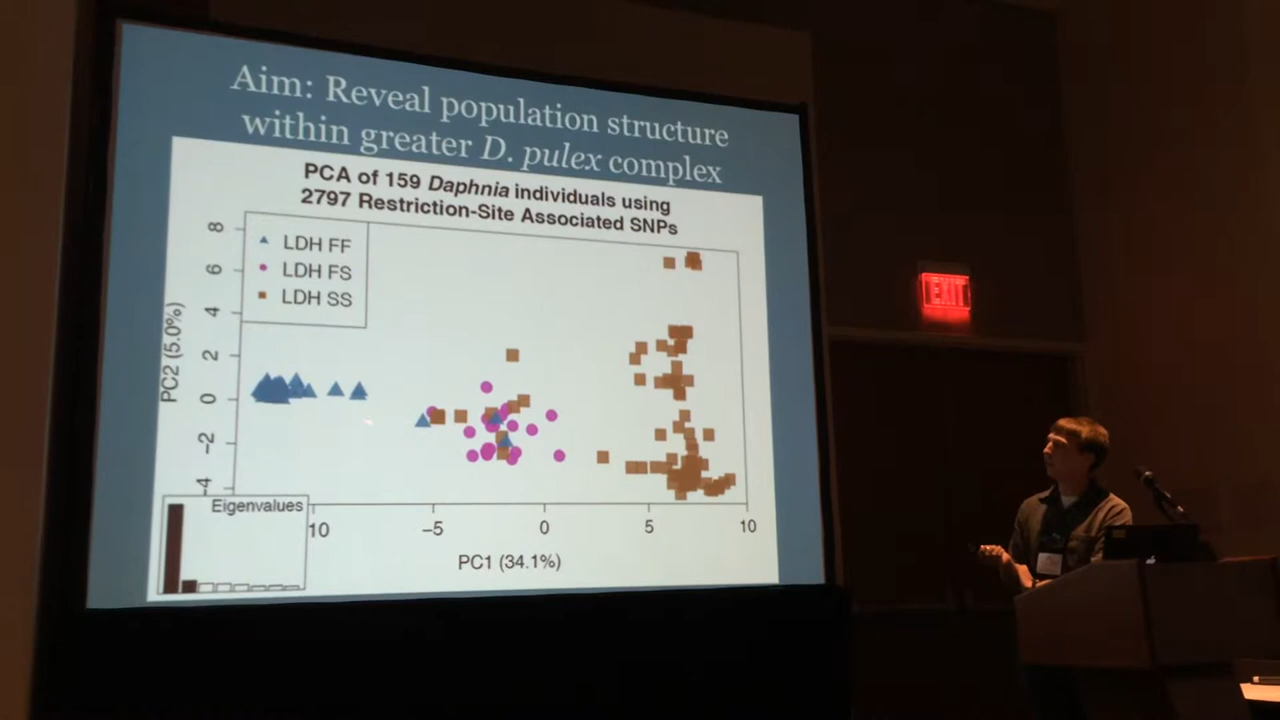 Aim: Reveal population structure
within greater D. pulex complex
PCA of 159 Daphnia individuals using
2797 Restriction-Site Associated SNPs
LDH FF
LDH FS
LDH SS
PC2 (5.0%)
8
6
4
2
0
−2
−4
Eigenvalues
10
−5
0
5
10
PC1 (34.1%)
EXIT